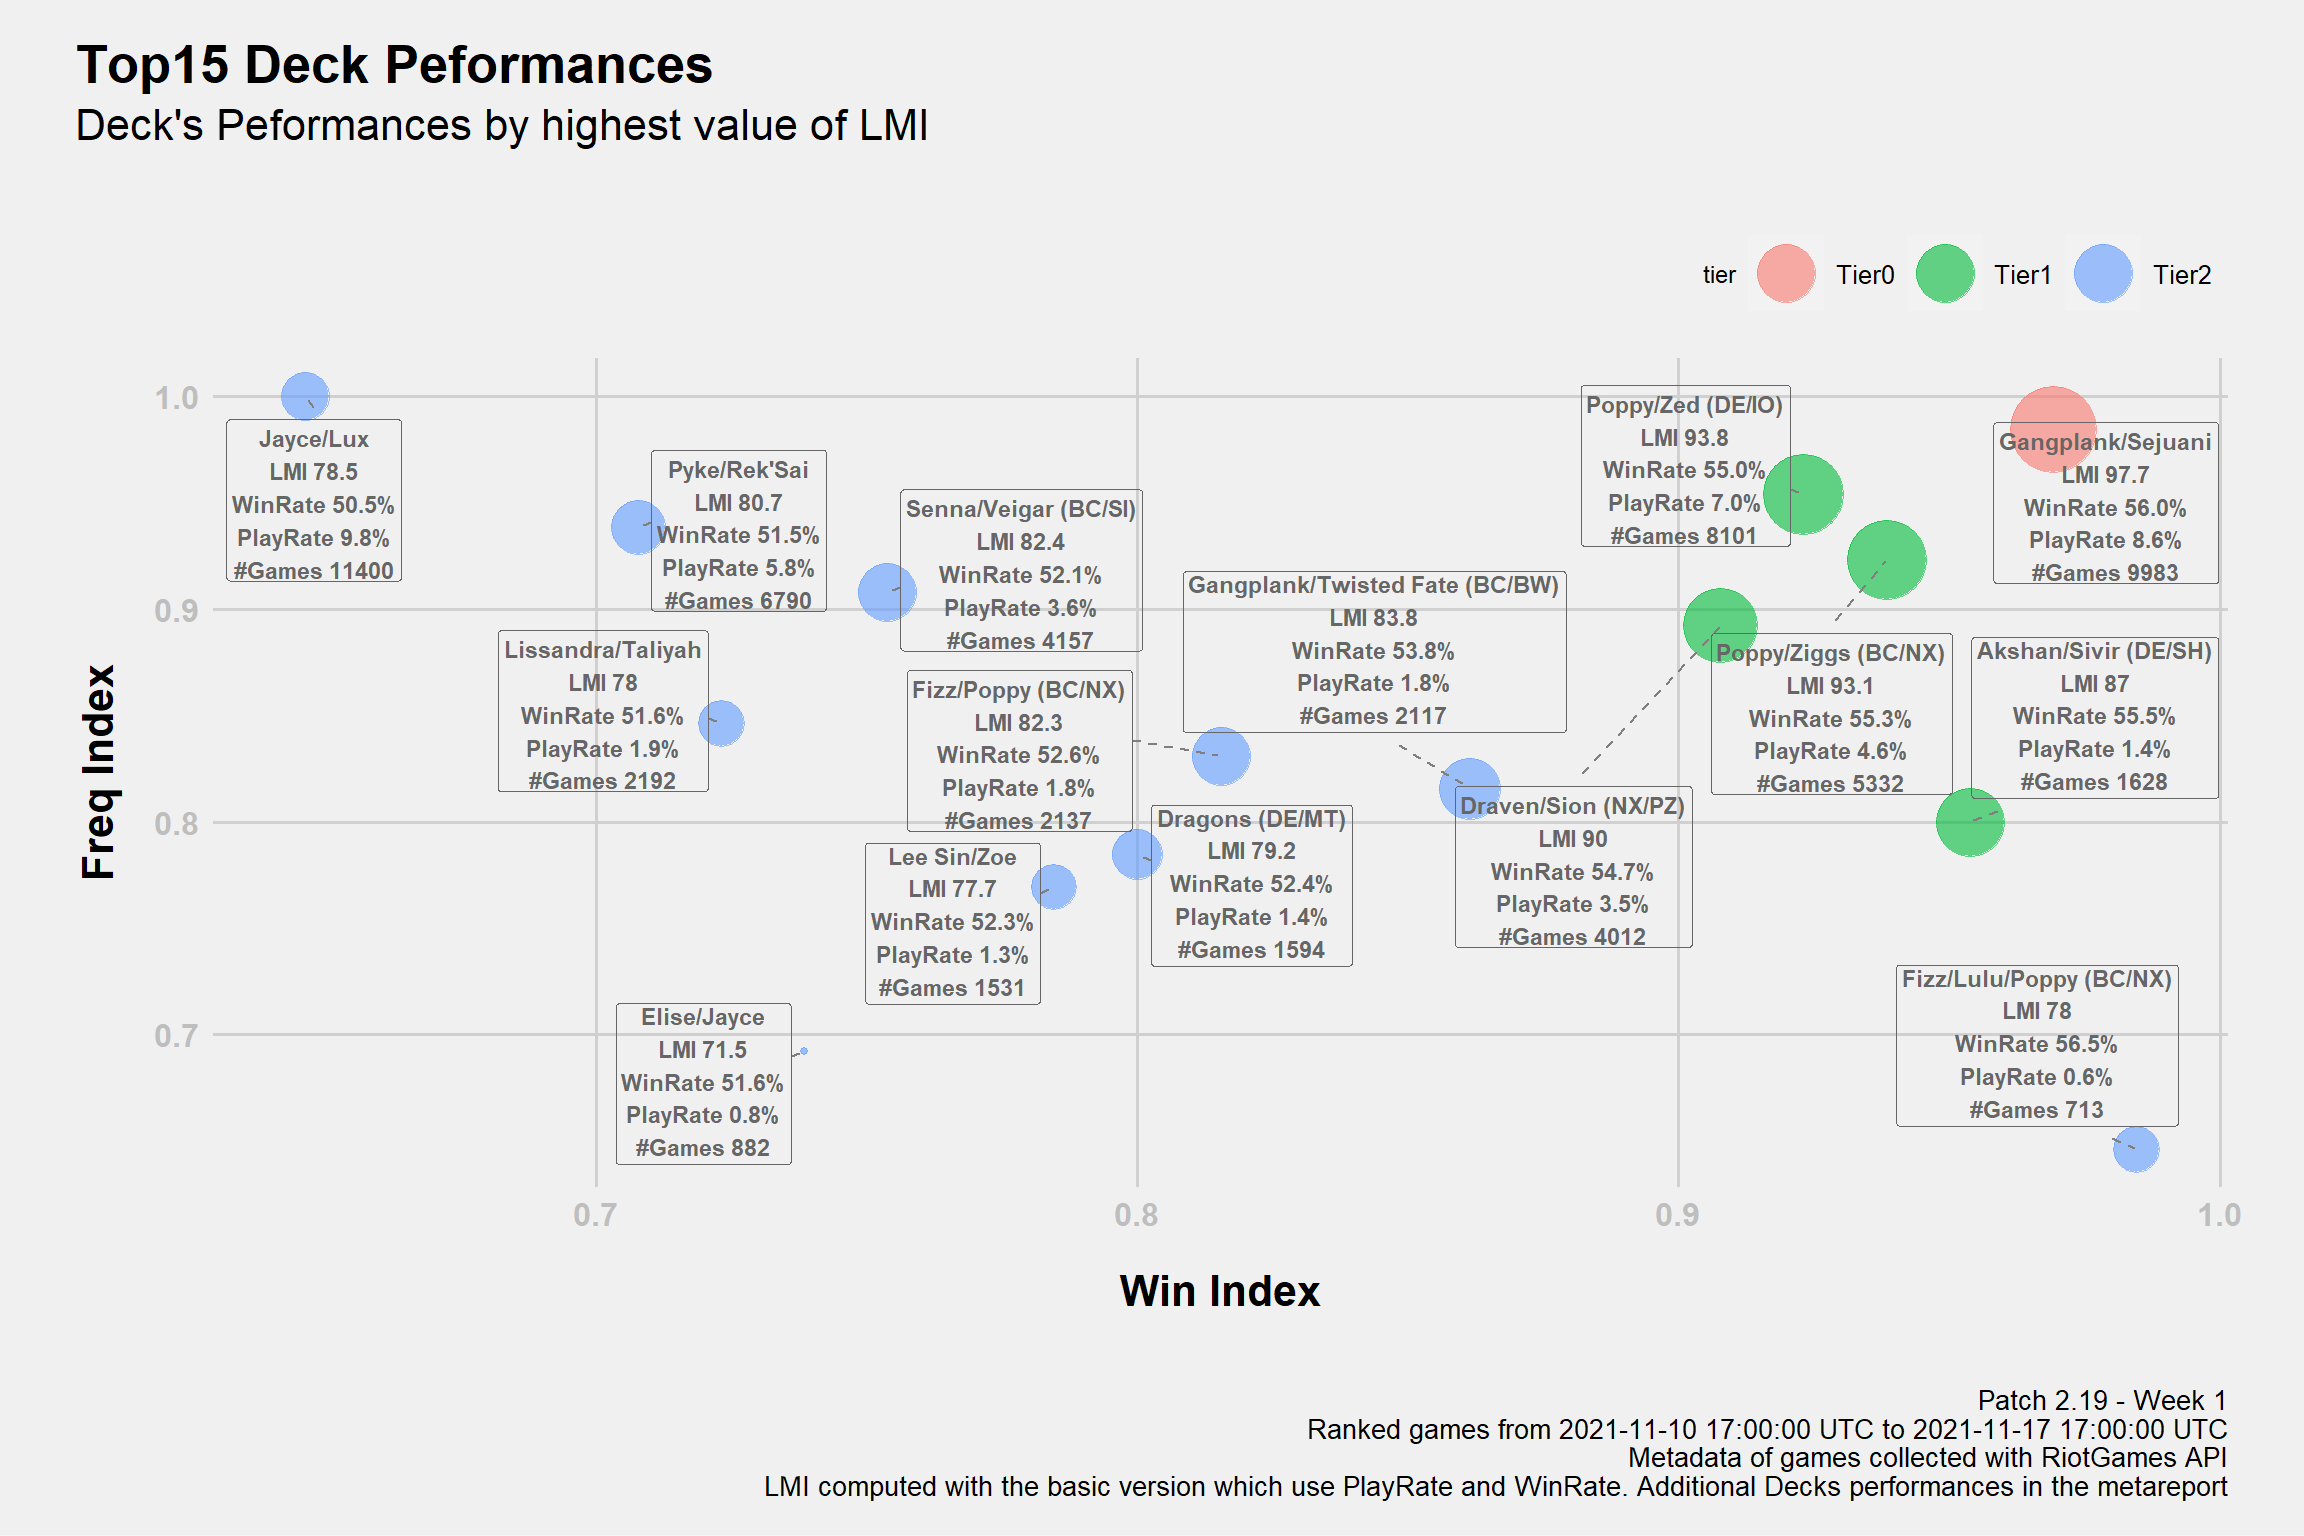 Top15 Deck Peformances
Deck's Peformances by highest value of LMI
tier Tier0 Tier1 Tier2
Freq Index
1.0
0.9
0.8
0.7
Jayce/Lux
LMI 78.5
WinRate 50.5%
PlayRate 9.8%
#Games 11400
Pyke/Rek'Sai
LMI 80.7
WinRate 51.5%
PlayRate 5.8%
#Games 6790
Senna/Veigar (BC/SI)
LMI 82.4
WinRate 52.1%
PlayRate 3.6%
#Games 4157
Poppy/Zed (DE/IO)
LMI 93.8
WinRate 55.0%
PlayRate 7.0%
#Games 8101
Gangplank/Sejuani
LMI 97.7
WinRate 56.0%
PlayRate 8.6%
#Games 9983
Lissandra/Taliyah
LMI 78
WinRate 51.6%
PlayRate 1.9%
#Games 2192
Fizz/Poppy (BC/NX)
LMI 82.3
WinRate 52.6%
PlayRate 1.8%
#Games 2137
Gangplank/Twisted Fate (BC/BW)
LMI 83.8
WinRate 53.8%
PlayRate 1.8%
#Games 2117
Poppy/Ziggs (BC/NX)
LMI 93.1
WinRate 55.3%
PlayRate 4.6%
#Games 5332
Akshan/Sivir (DE/SH)
LMI 87
WinRate 55.5%
PlayRate 1.4%
#Games 1628
Lee Sin/Zoe
LMI 77.7
WinRate 52.3%
PlayRate 1.3%
#Games 1531
Dragons (DE/MT)
LMI 79.2
WinRate 52.4%
PlayRate 1.4%
#Games 1594
Draven/Sion (NX/PZ)
LMI 90
WinRate 54.7%
PlayRate 3.5%
#Games 4012
Elise/Jayce
LMI 71.5
WinRate 51.6%
PlayRate 0.8%
#Games 882
Fizz/Lulu/Poppy (BC/NX)
LMI 78
WinRate 56.5%
PlayRate 0.6%
#Games 713
0.7 0.8 0.9 1.0
Win Index
Patch 2.19 - Week 1
Ranked games from 2021-11-10 17:00:00 UTC to 2021-11-17 17:00:00 UTC
Metadata of games collected with RiotGames API
LMI computed with the basic version which use PlayRate and WinRate. Additional Decks performances in the metareport